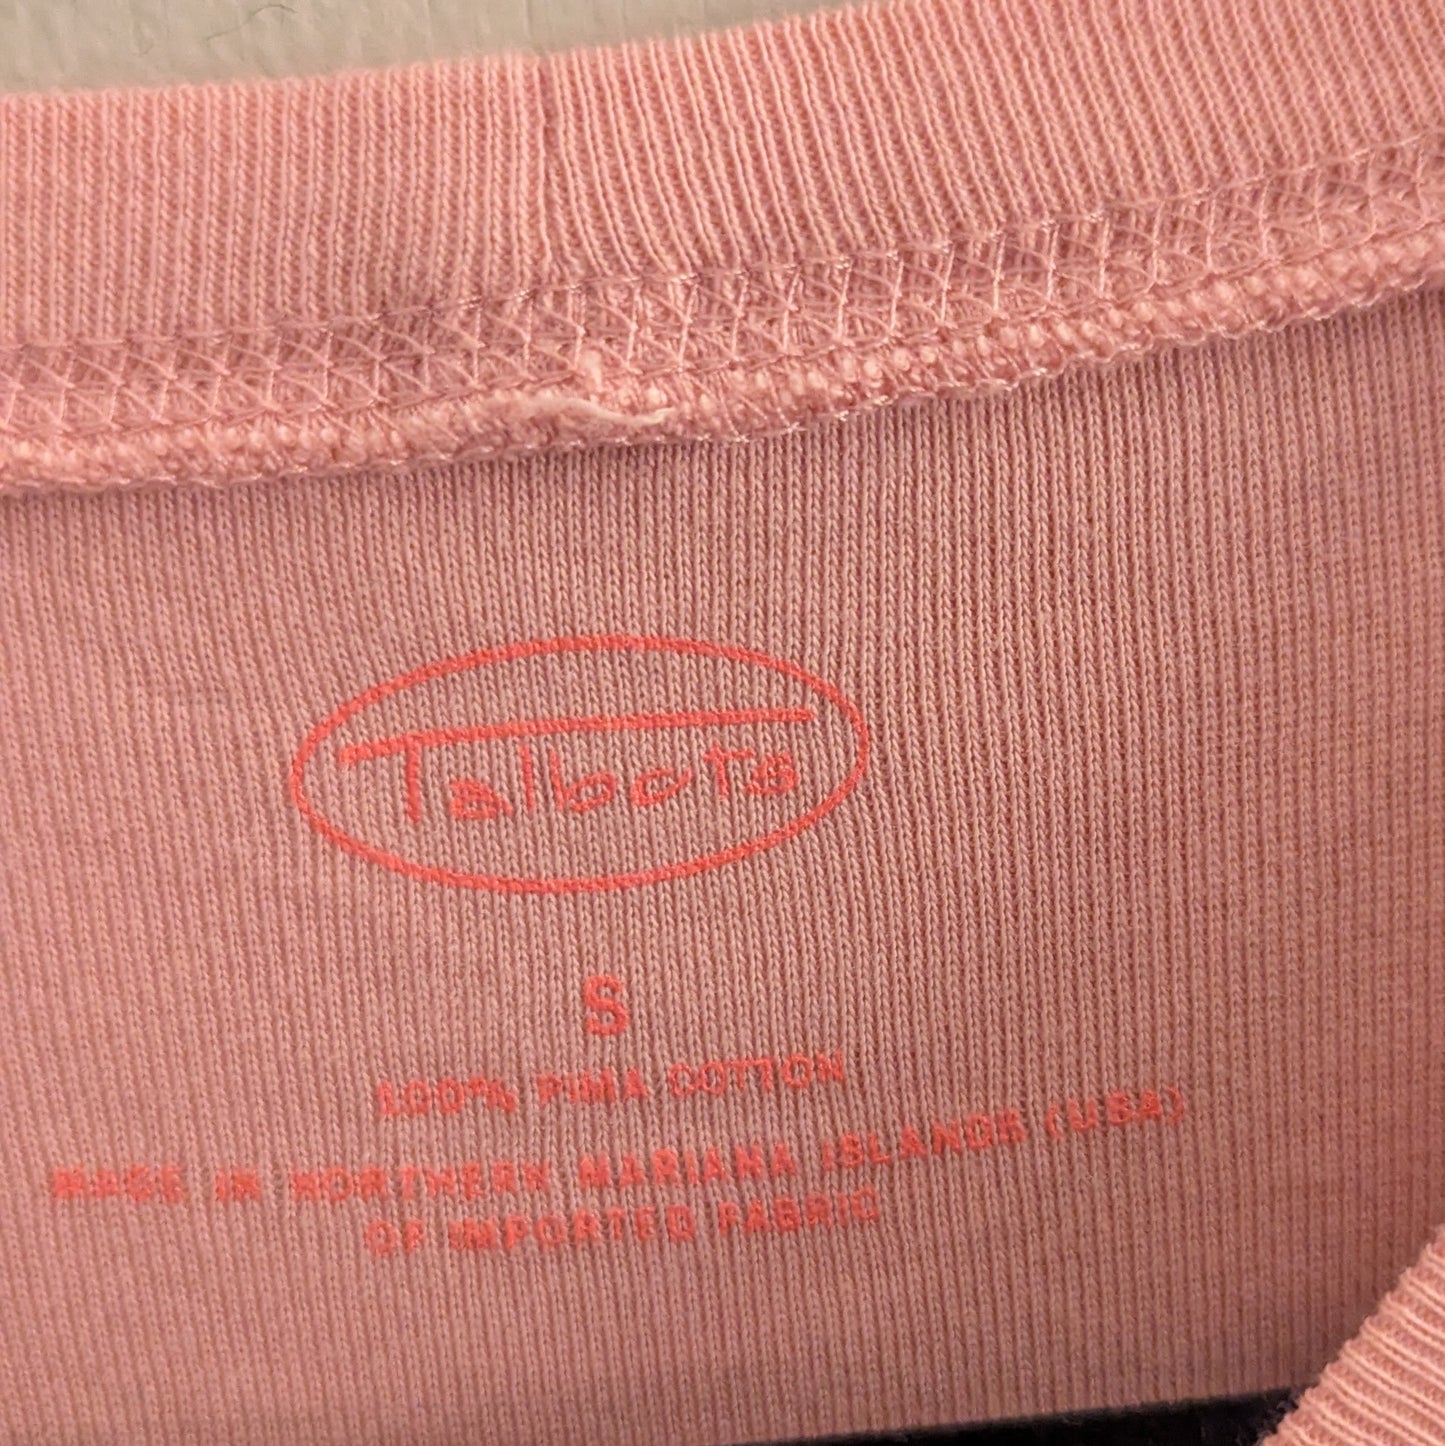 Talbots
S
100% PIMA COTTON
MADE IN NORTHERN MARIANA ISLANDS (USA)
OF IMPORTED FABRIC